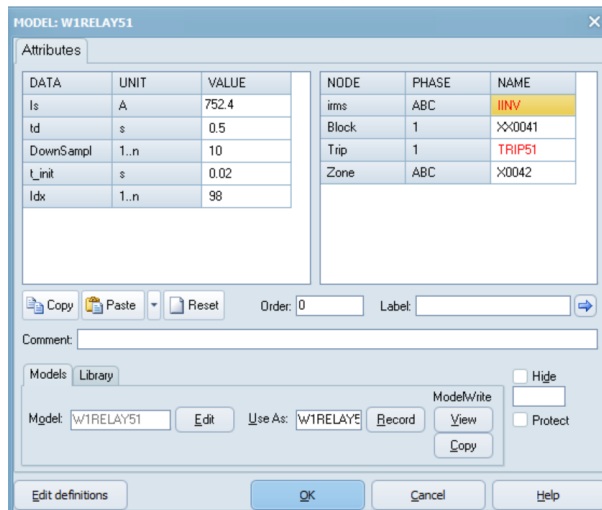 MODEL: W1RELAY51
Attributes
DATA UNIT VALUE
Is A 752.4
td s 0.5
DownSampl 1..n 10
t_init s 0.02
Idx 1..n 98
NODE PHASE NAME
irms ABC IINV
Block 1 XX0041
Trip 1 TRIP51
Zone ABC X0042
Copy Paste Reset Order: 0 Label:
Comment:
Models Library
Hide
ModelWrite
Model: W1RELAY51 Edit Use As: W1RELAY5 Record View Protect
Copy
Edit definitions OK Cancel Help